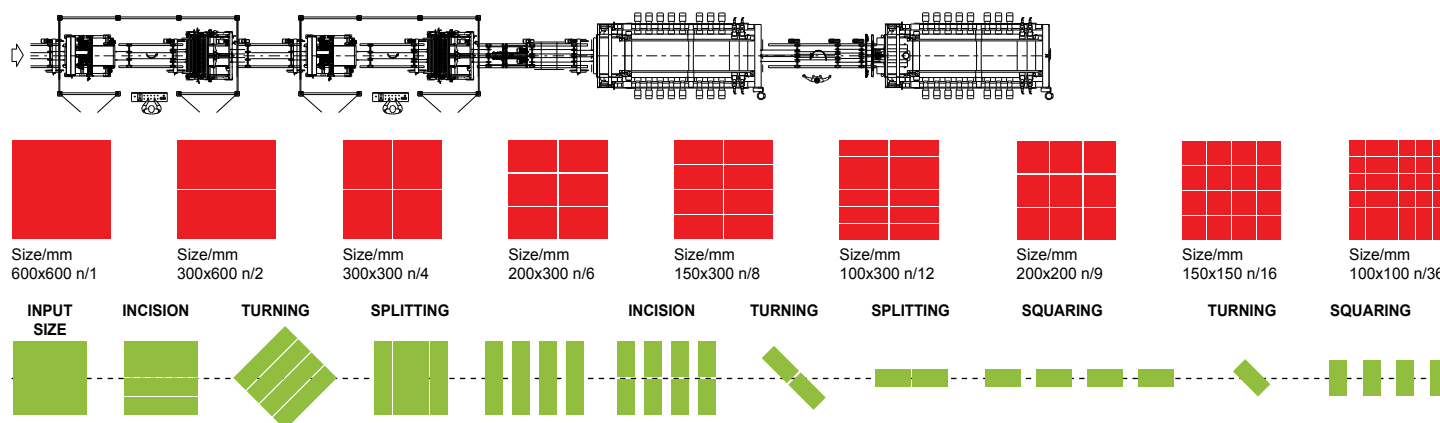 Size/mm
600x600 n/1
Size/mm
300x600 n/2
Size/mm
300x300 n/4
Size/mm
200x300 n/6
Size/mm
150x300 n/8
Size/mm
100x300 n/12
Size/mm
200x200 n/9
Size/mm
150x150 n/16
Size/mm
100x100 n/36
INPUT
SIZE
INCISION
TURNING
SPLITTING
INCISION
TURNING
SPLITTING
SQUARING
TURNING
SQUARING